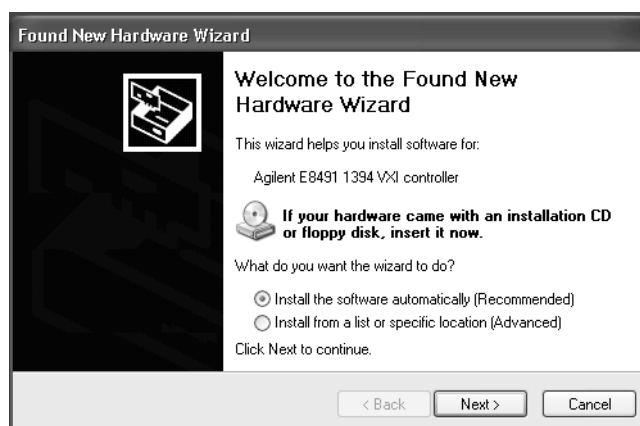 Found New Hardware Wizard
Welcome to the Found New
Hardware Wizard
This wizard helps you install software for:
Agilent E8491 1394 VXI controller
If your hardware came with an installation CD
or floppy disk, insert it now.
What do you want the wizard to do?
Install the software automatically (Recommended)
Install from a list or specific location (Advanced)
Click Next to continue.
< Back
Next >
Cancel